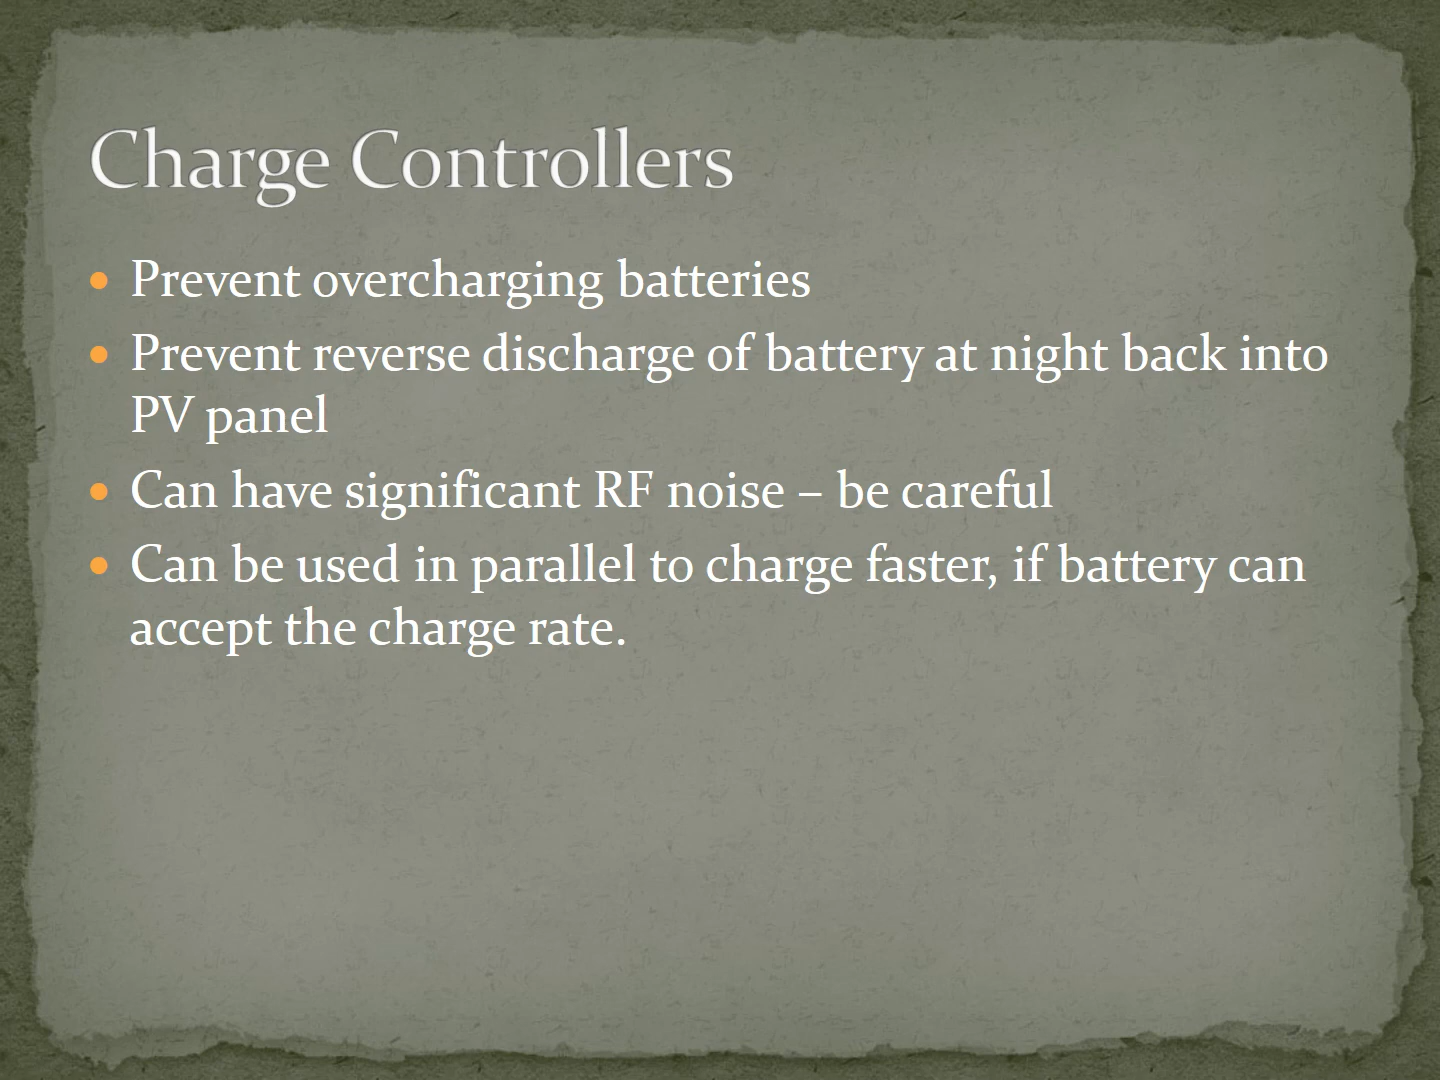 Charge Controllers
• Prevent overcharging batteries
• Prevent reverse discharge of battery at night back into
PV panel
• Can have significant RF noise – be careful
• Can be used in parallel to charge faster, if battery can
accept the charge rate.